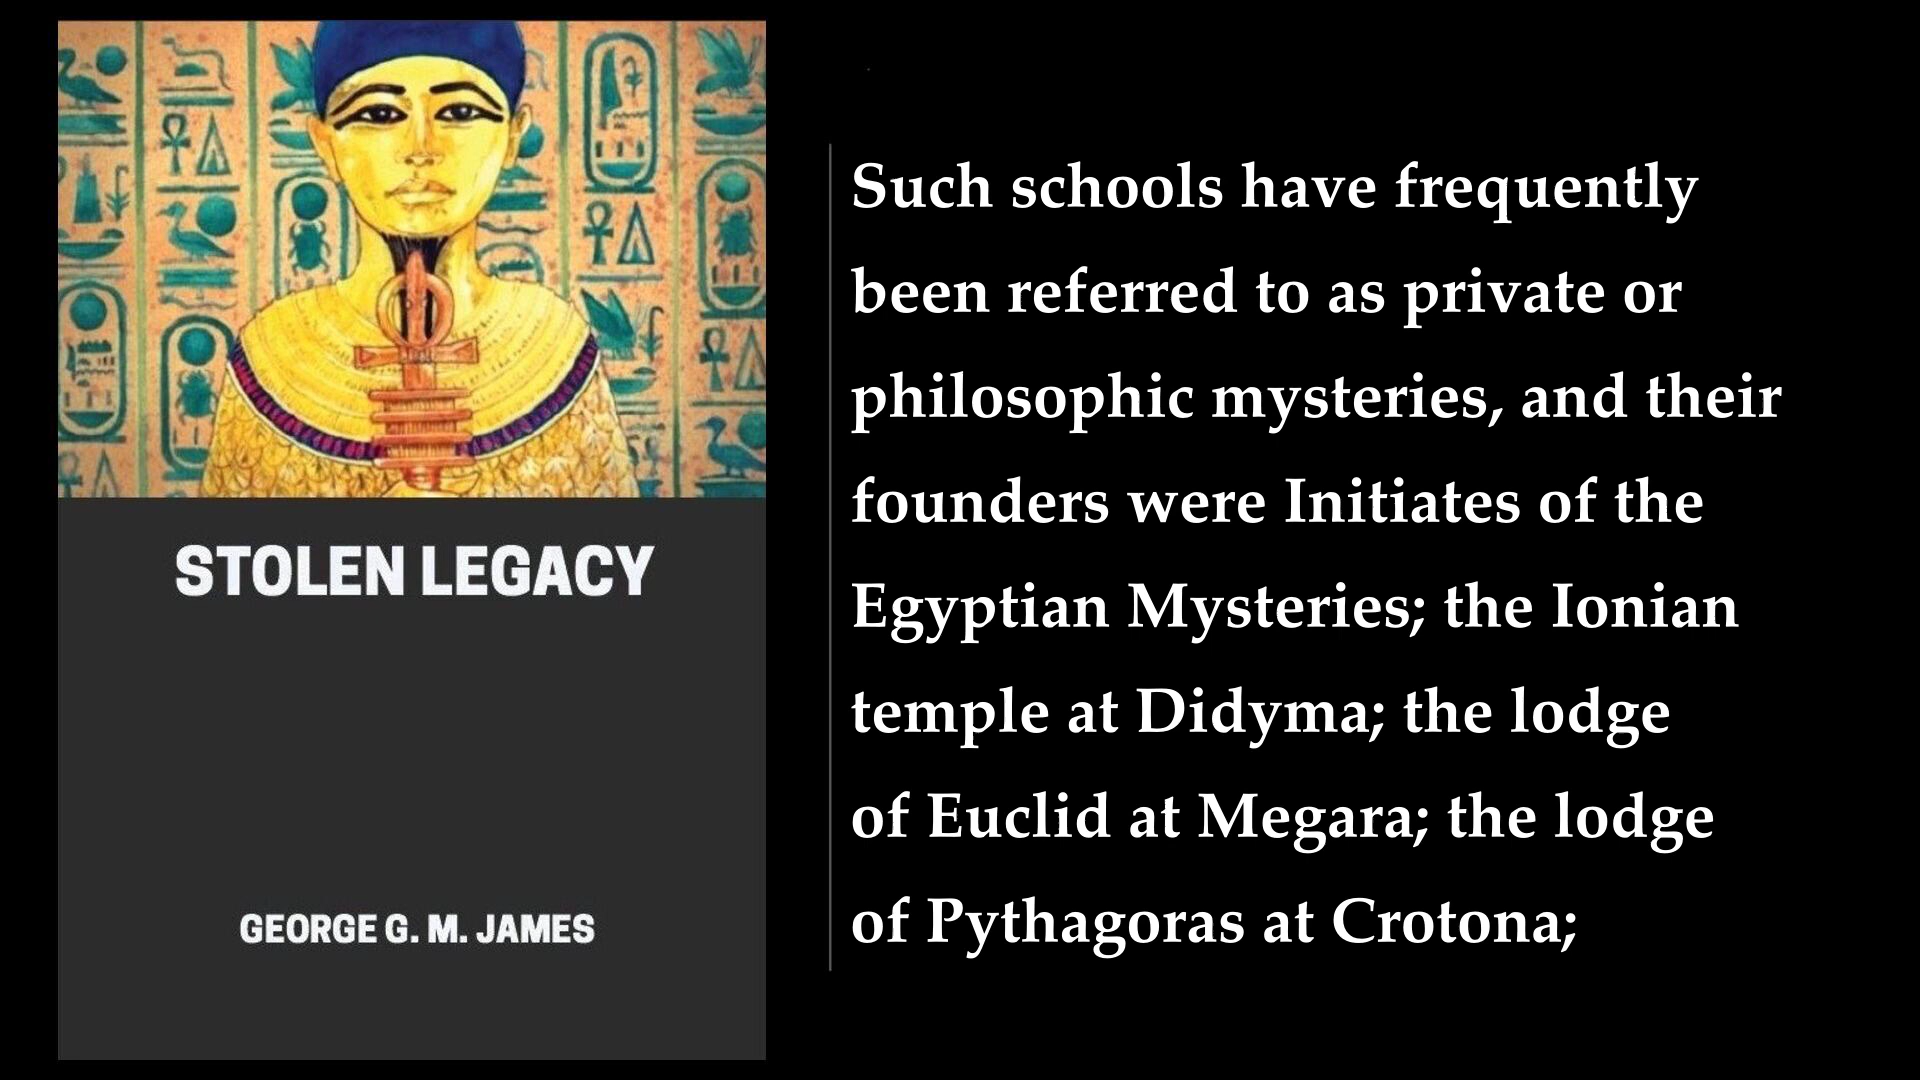 STOLEN LEGACY
GEORGE G. M. JAMES
Such schools have frequently
been referred to as private or
philosophic mysteries, and their
founders were Initiates of the
Egyptian Mysteries; the Ionian
temple at Didyma; the lodge
of Euclid at Megara; the lodge
of Pythagoras at Crotona;